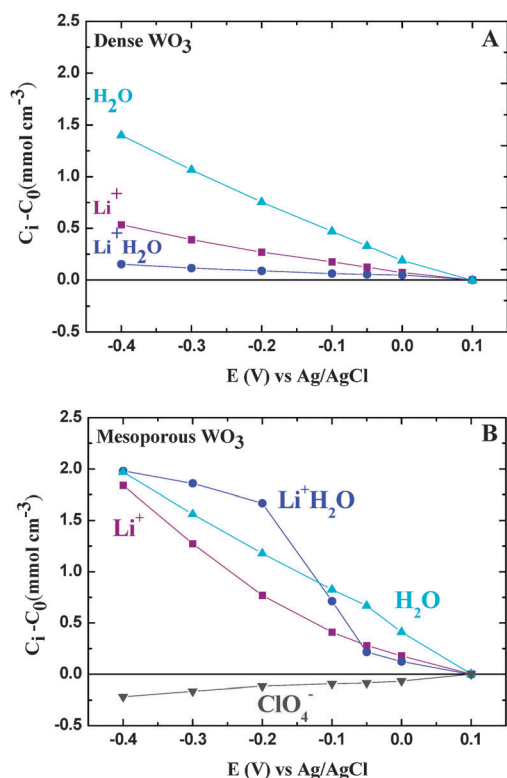 Dense WO3
A
2.5
2.0
1.5
1.0
0.5
0.0
-0.5
Ci -C0(mmol cm-3)
H2O
Li+
Li+H2O
-0.4 -0.3 -0.2 -0.1 0.0 0.1
E (V) vs Ag/AgCl
Mesoporous WO3
B
2.5
2.0
1.5
1.0
0.5
0.0
-0.5
Ci -C0(mmol cm-3)
Li+H2O
Li+
H2O
ClO4-
-0.4 -0.3 -0.2 -0.1 0.0 0.1
E (V) vs Ag/AgCl